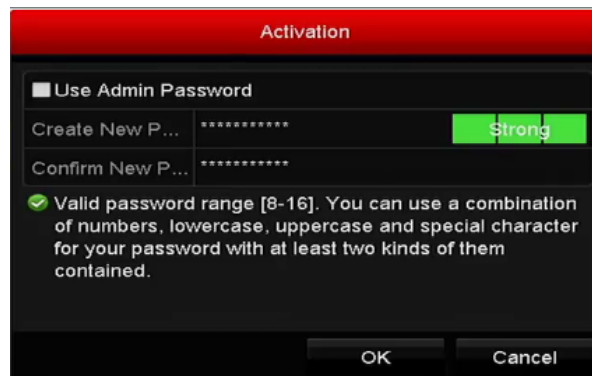 Activation
Use Admin Password
Create New P... *********** Strong
Confirm New P... ***********
Valid password range [8-16]. You can use a combination
of numbers, lowercase, uppercase and special character
for your password with at least two kinds of them
contained.
OK Cancel